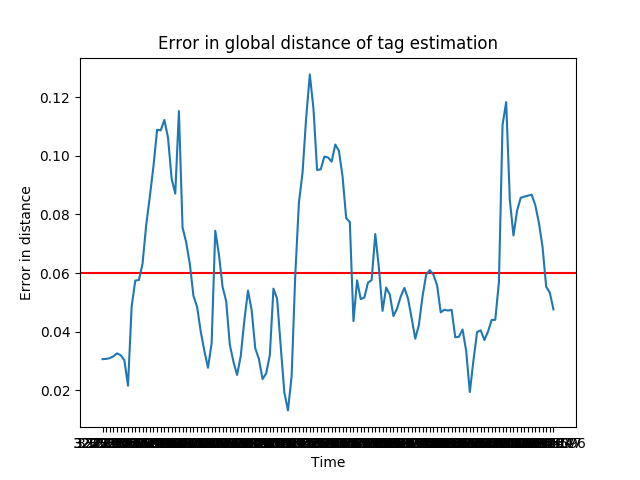 Error in global distance of tag estimation
Error in distance
0.12
0.10
0.08
0.06
0.04
0.02
Time